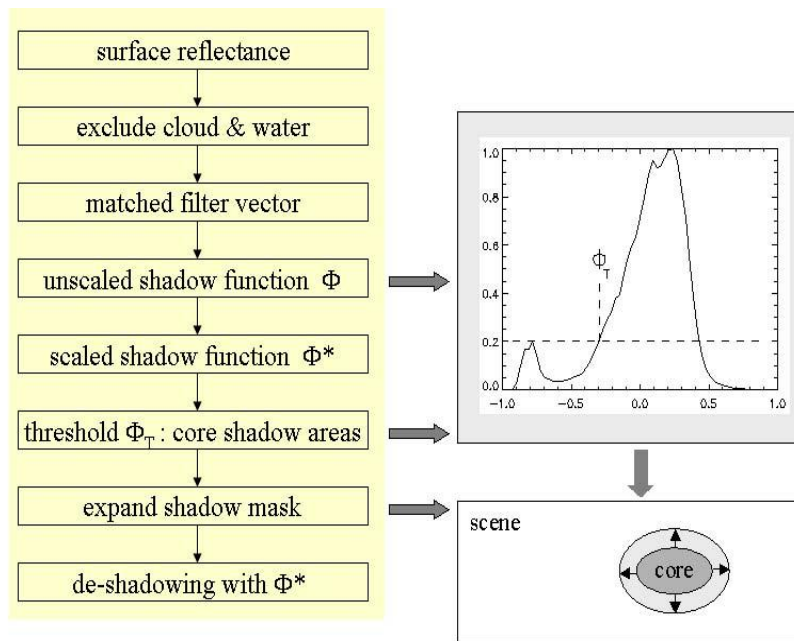 surface reflectance
exclude cloud & water
matched filter vector
unscaled shadow function Φ
scaled shadow function Φ*
threshold Φ_T : core shadow areas
expand shadow mask
de-shadowing with Φ*
1.0
0.8
0.6
0.4
0.2
0.0
Φ_T
-1.0 -0.5 0.0 0.5 1.0
scene
core